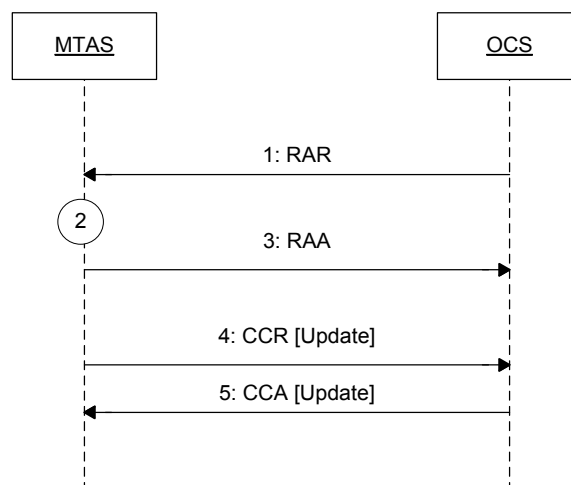 MTAS
OCS
1: RAR
2
3: RAA
4: CCR [Update]
5: CCA [Update]